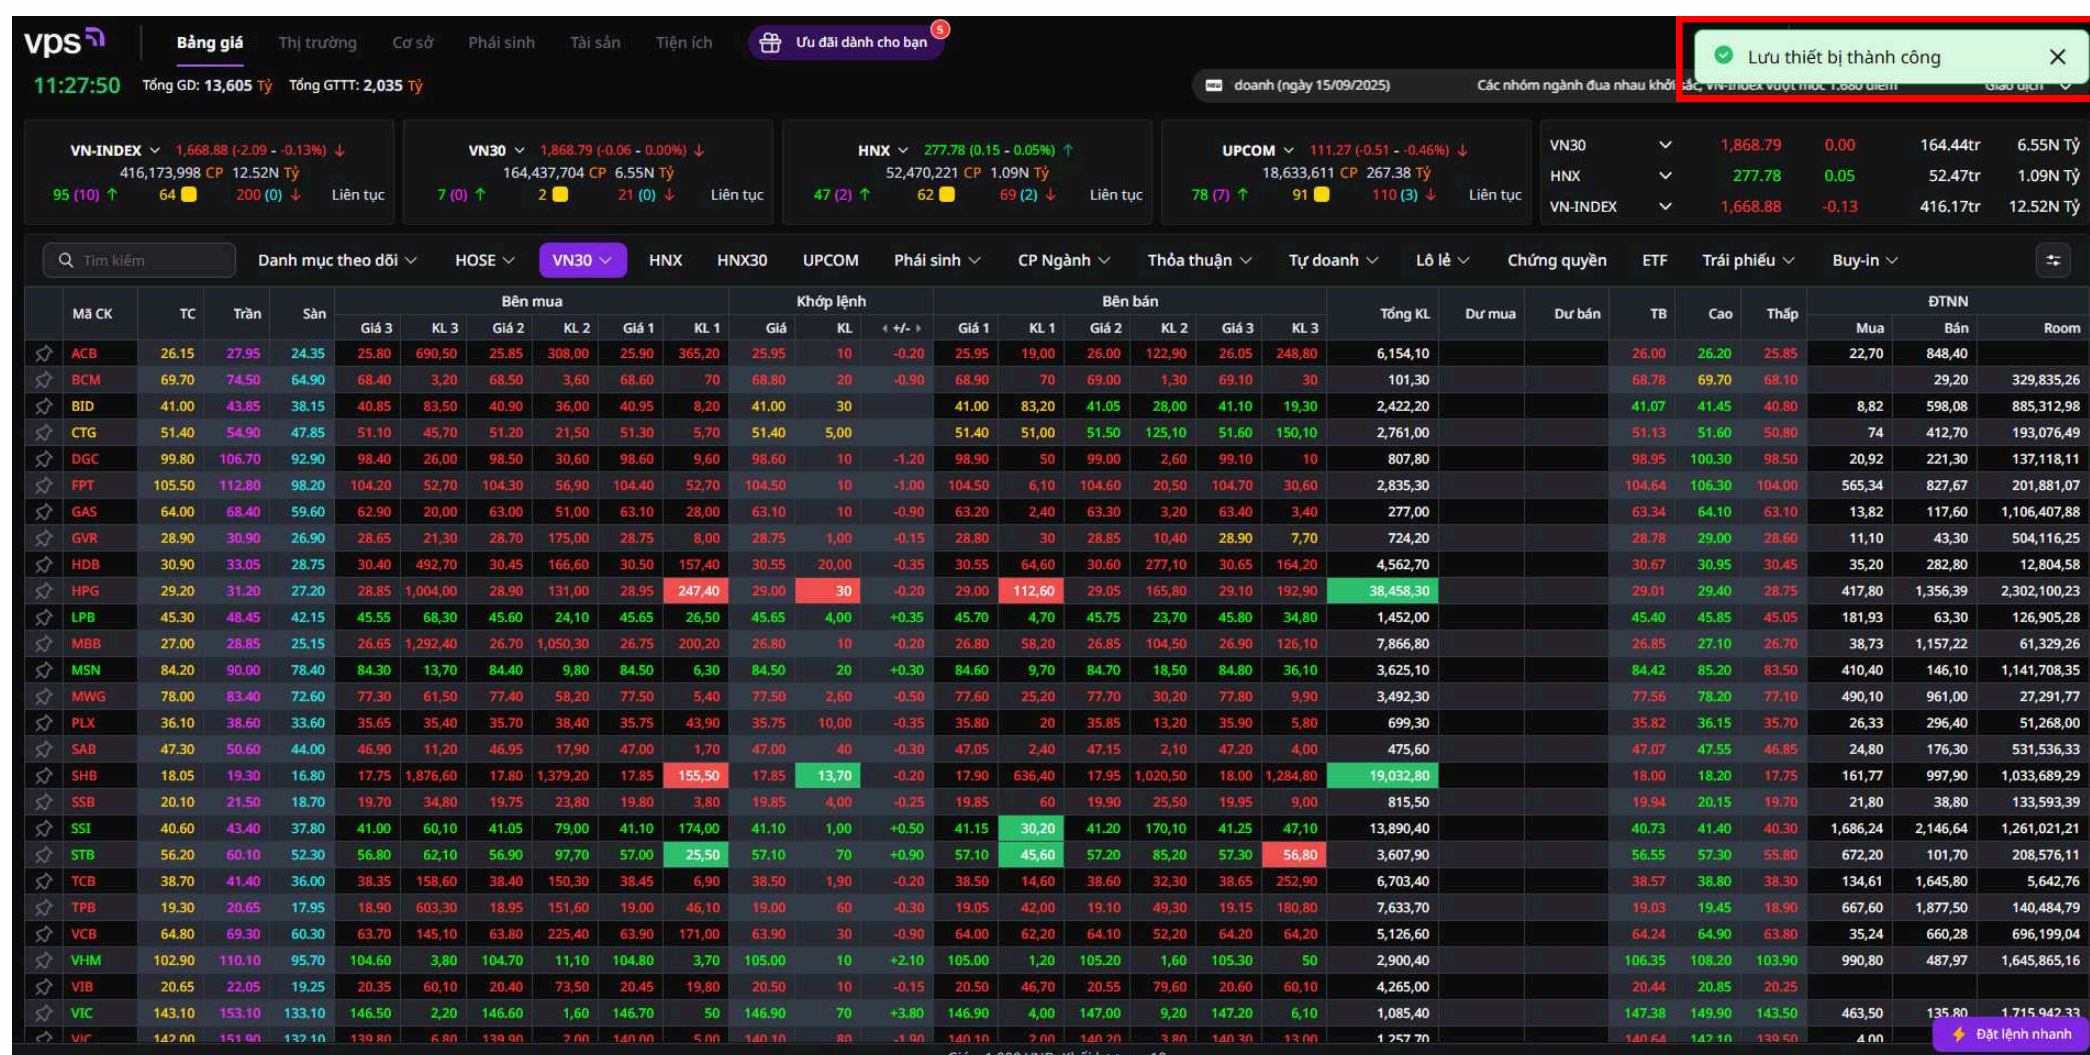 vps Bảng giá Thị trường Cơ sở Phái sinh Tài sản Tiện ích Ưu đãi dành cho bạn 5
Lưu thiết bị thành công
11:27:50 Tổng GD: 13,605 Tỷ Tổng GTTT: 2,035 Tỷ doanh (ngày 15/09/2025) Các nhóm ngành đua nhau khởi sắc, VN-Index vượt mốc 1.680 điểm Giao dịch
VN-INDEX 1,668.88 (-2.09 - -0.13%) ↓
416,173,998 CP 12.52N Tỷ
95 (10) ↑ 64 200 (0) ↓ Liên tục
VN30 1,868.79 (-0.06 - 0.00%) ↓
164,437,704 CP 6.55N Tỷ
7 (0) ↑ 2 21 (0) ↓ Liên tục
HNX 277.78 (0.15 - 0.05%) ↑
52,470,221 CP 1.09N Tỷ
47 (2) ↑ 62 69 (2) ↓ Liên tục
UPCOM 111.27 (-0.51 - -0.46%) ↓
18,633,611 CP 267.38 Tỷ
78 (7) ↑ 91 110 (3) ↓ Liên tục
VN30 1,868.79 0.00 164.44tr 6.55N Tỷ
HNX 277.78 0.05 52.47tr 1.09N Tỷ
VN-INDEX 1,668.88 -0.13 416.17tr 12.52N Tỷ
Tìm kiếm Danh mục theo dõi HOSE VN30 HNX HNX30 UPCOM Phái sinh CP Ngành Thỏa thuận Tự doanh Lô lẻ Chứng quyền ETF Trái phiếu Buy-in
Mã CK TC Trần Sàn Bên mua Khớp lệnh Bên bán Tổng KL Dư mua Dư bán TB Cao Thấp ĐTNN
Giá 3 KL 3 Giá 2 KL 2 Giá 1 KL 1 Giá KL +/- Giá 1 KL 1 Giá 2 KL 2 Giá 3 KL 3 Mua Bán Room
ACB 26.15 27.95 24.35 25.80 690,50 25.85 308,00 25.90 365,20 25.95 10 -0.20 25.95 19,00 26.00 122,90 26.05 248,80 6,154,10 26.00 26.20 25.85 22,70 848,40
BCM 69.70 74.50 64.90 68.40 3,20 68.50 3,60 68.60 70 68.80 20 -0.90 68.90 70 69.00 1,30 69.10 30 101,30 68.78 69.70 68.10 29,20 329,835,26
BID 41.00 43.85 38.15 40.85 83,50 40.90 36,00 40.95 8,20 41.00 30 41.00 83,20 41.05 28,00 41.10 19,30 2,422,20 41.07 41.45 40.80 8,82 598,08 885,312,98
CTG 51.40 54.90 47.85 51.10 45,70 51.20 21,50 51.30 5,70 51.40 5,00 51.40 51,00 51.50 125,10 51.60 150,10 2,761,00 51.13 51.60 50.80 74 412,70 193,076,49
DGC 99.80 106.70 92.90 98.40 26,00 98.50 30,60 98.60 9,60 98.60 10 -1.20 98.90 50 99.00 2,60 99.10 10 807,80 98.95 100.30 98.50 20,92 221,30 137,118,11
FPT 105.50 112.80 98.20 104.20 52,70 104.30 56,90 104.40 52,70 104.50 10 -1.00 104.50 6,10 104.60 20,50 104.70 30,60 2,835,30 104.64 106.30 104.00 565,34 827,67 201,881,07
GAS 64.00 68.40 59.60 62.90 20,00 63.00 51,00 63.10 28,00 63.10 10 -0.90 63.20 2,40 63.30 3,20 63.40 3,40 277,00 63.34 64.10 63.10 13,82 117,60 1,106,407,88
GVR 28.90 30.90 26.90 28.65 21,30 28.70 175,00 28.75 8,00 28.75 1,00 -0.15 28.80 30 28.85 10,40 28.90 7,70 724,20 28.78 29.00 28.60 11,10 43,30 504,116,25
HDB 30.90 33.05 28.75 30.40 492,70 30.45 166,60 30.50 157,40 30.55 20,00 -0.35 30.55 64,60 30.60 277,10 30.65 164,20 4,562,70 30.67 30.95 30.45 35,20 282,80 12,804,58
HPG 29.20 31.20 27.20 28.85 1,004,00 28.90 131,00 28.95 247,40 29.00 30 -0.20 29.00 112,60 29.05 165,80 29.10 192,90 38,458,30 29.01 29.40 28.75 417,80 1,356,39 2,302,100,23
LPB 45.30 48.45 42.15 45.55 68,30 45.60 24,10 45.65 26,50 45.65 4,00 +0.35 45.70 4,70 45.75 23,70 45.80 34,80 1,452,00 45.40 45.85 45.05 181,93 63,30 126,905,28
MBB 27.00 28.85 25.15 26.65 1,292,40 26.70 1,050,30 26.75 200,20 26.80 10 -0.20 26.80 58,20 26.85 104,50 26.90 126,10 7,866,80 26.85 27.10 26.70 38,73 1,157,22 61,329,26
MSN 84.20 90.00 78.40 84.30 13,70 84.40 9,80 84.50 6,30 84.50 20 +0.30 84.60 9,70 84.70 18,50 84.80 36,10 3,625,10 84.42 85.20 83.50 410,40 146,10 1,141,708,35
MWG 78.00 83.40 72.60 77.30 61,50 77.40 58,20 77.50 5,40 77.50 2,60 -0.50 77.60 25,20 77.70 30,20 77.80 9,90 3,492,30 77.56 78.20 77.10 490,10 961,00 27,291,77
PLX 36.10 38.60 33.60 35.65 35,40 35.70 38,40 35.75 43,90 35.75 10,00 -0.35 35.80 20 35.85 13,20 35.90 5,80 699,30 35.82 36.15 35.70 26,33 296,40 51,268,00
SAB 47.30 50.60 44.00 46.90 11,20 46.95 17,90 47.00 1,70 47.00 40 -0.30 47.05 2,40 47.15 2,10 47.20 4,00 475,60 47.07 47.55 46.85 24,80 176,30 531,536,33
SHB 18.05 19.30 16.80 17.75 1,876,60 17.80 1,379,20 17.85 155,50 17.85 13,70 -0.20 17.90 636,40 17.95 1,020,50 18.00 1,284,80 19,032,80 18.00 18.20 17.75 161,77 997,90 1,033,689,29
SSB 20.10 21.50 18.70 19.70 34,80 19.75 23,80 19.80 3,80 19.85 4,00 -0.25 19.85 60 19.90 25,50 19.95 9,00 815,50 19.94 20.15 19.70 21,80 38,80 133,593,39
SSI 40.60 43.40 37.80 41.00 60,10 41.05 79,00 41.10 174,00 41.10 1,00 +0.50 41.15 30,20 41.20 170,10 41.25 47,10 13,890,40 40.73 41.40 40.30 1,686,24 2,146,64 1,261,021,21
STB 56.20 60.10 52.30 56.80 62,10 56.90 97,70 57.00 25,50 57.10 70 +0.90 57.10 45,60 57.20 85,20 57.30 56,80 3,607,90 56.55 57.30 55.80 672,20 101,70 208,576,11
TCB 38.70 41.40 36.00 38.35 158,60 38.40 150,30 38.45 6,90 38.50 1,90 -0.20 38.50 14,60 38.60 32,30 38.65 252,90 6,703,40 38.57 38.80 38.30 134,61 1,645,80 5,642,76
TPB 19.30 20.65 17.95 18.90 603,30 18.95 151,60 19.00 46,10 19.00 60 -0.30 19.05 42,00 19.10 49,30 19.15 180,80 7,633,70 19.03 19.45 18.90 667,60 1,877,50 140,484,79
VCB 64.80 69.30 60.30 63.70 145,10 63.80 225,40 63.90 171,00 63.90 30 -0.90 64.00 62,20 64.10 52,20 64.20 64,20 5,126,60 64.24 64.90 63.80 35,24 660,28 696,199,04
VHM 102.90 110.10 95.70 104.60 3,80 104.70 11,10 104.80 3,70 105.00 10 +2.10 105.00 1,20 105.20 1,60 105.30 50 2,900,40 106.35 108.20 103.90 990,80 487,97 1,645,865,16
VIB 20.65 22.05 19.25 20.35 60,10 20.40 73,50 20.45 19,80 20.50 10 -0.15 20.50 46,70 20.55 79,60 20.60 60,10 4,265,00 20.44 20.85 20.25
VIC 143.10 153.10 133.10 146.50 2,20 146.60 1,60 146.70 50 146.90 70 +3.80 146.90 4,00 147.00 9,20 147.20 6,10 1,085,40 147.38 149.90 143.50 463,50 135,80 1,715,942,33
VJC 142.00 151.90 132.10 139.80 6,80 139.90 2,00 140.00 5,00 140.10 80 -1.90 140.10 2,00 140.20 3,80 140.30 13,00 1,257,70 140.64 142.10 139.50 4,00
Đặt lệnh nhanh